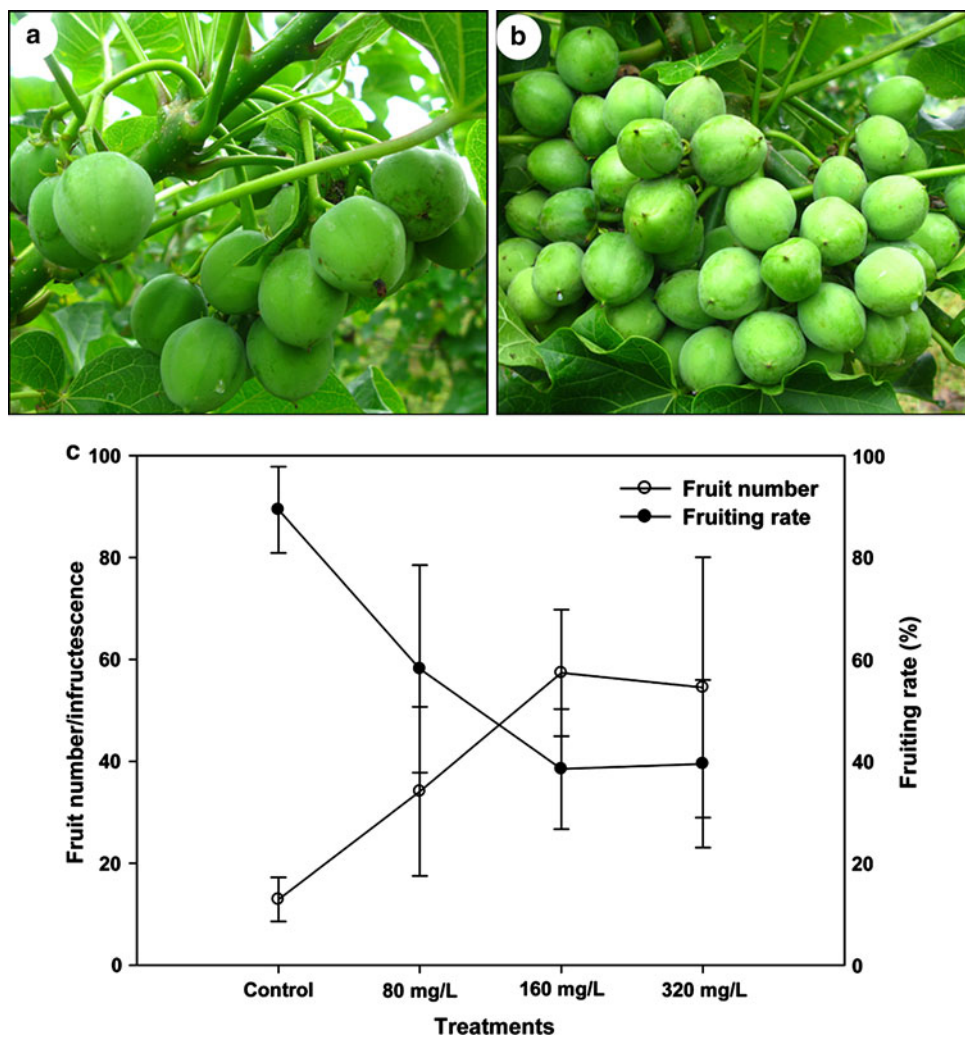 a
b
c
100
80
60
40
20
0
Fruit number/infructescence
Fruit number
Fruiting rate
100
80
60
40
20
0
Fruiting rate (%)
Control 80 mg/L 160 mg/L 320 mg/L
Treatments